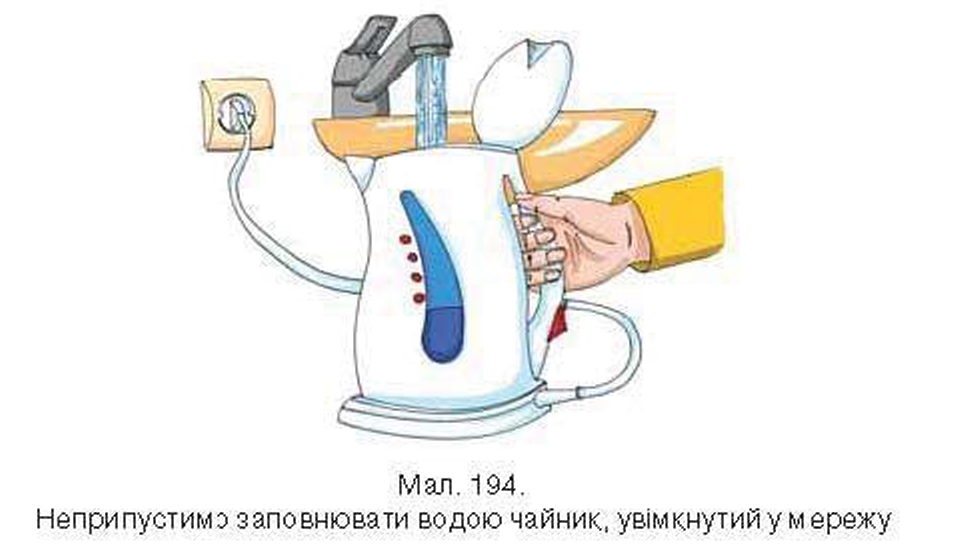 Мал. 194.
Неприпустимо заповнювати водою чайник, увімкнутий у мережу